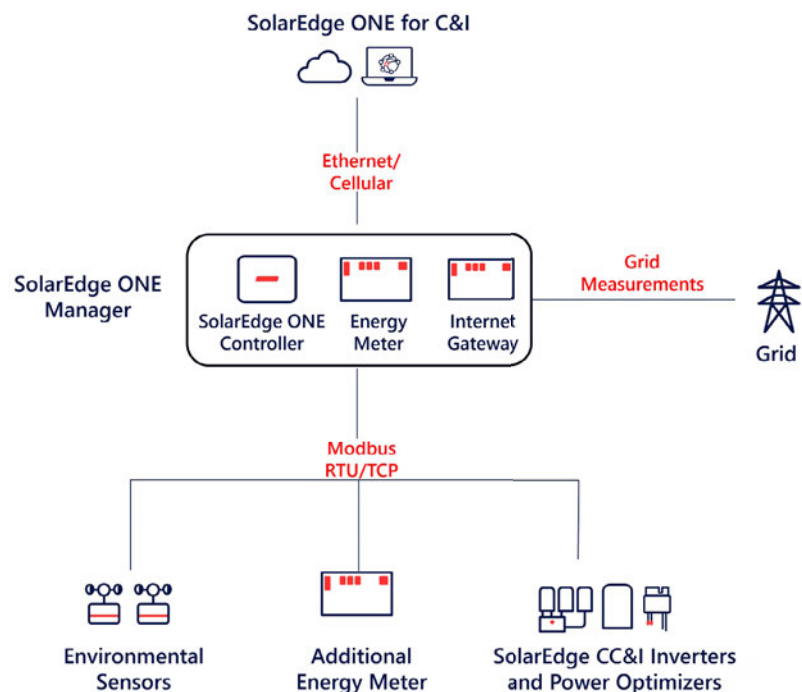 SolarEdge ONE for C&I
Ethernet/
Cellular
SolarEdge ONE
Manager
SolarEdge ONE
Controller
Energy
Meter
Internet
Gateway
Grid
Measurements
Grid
Modbus
RTU/TCP
Environmental
Sensors
Additional
Energy Meter
SolarEdge CC&I Inverters
and Power Optimizers